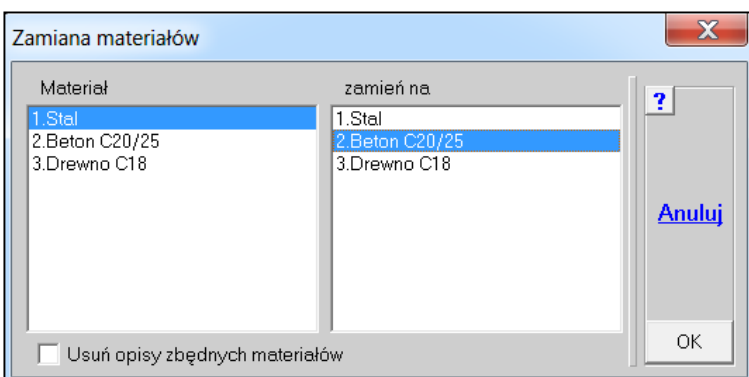 Zamiana materiałów
X
Materiał
zamień na
1.Stal
2.Beton C20/25
3.Drewno C18
1.Stal
2.Beton C20/25
3.Drewno C18
?
Anuluj
OK
Usuń opisy zbędnych materiałów